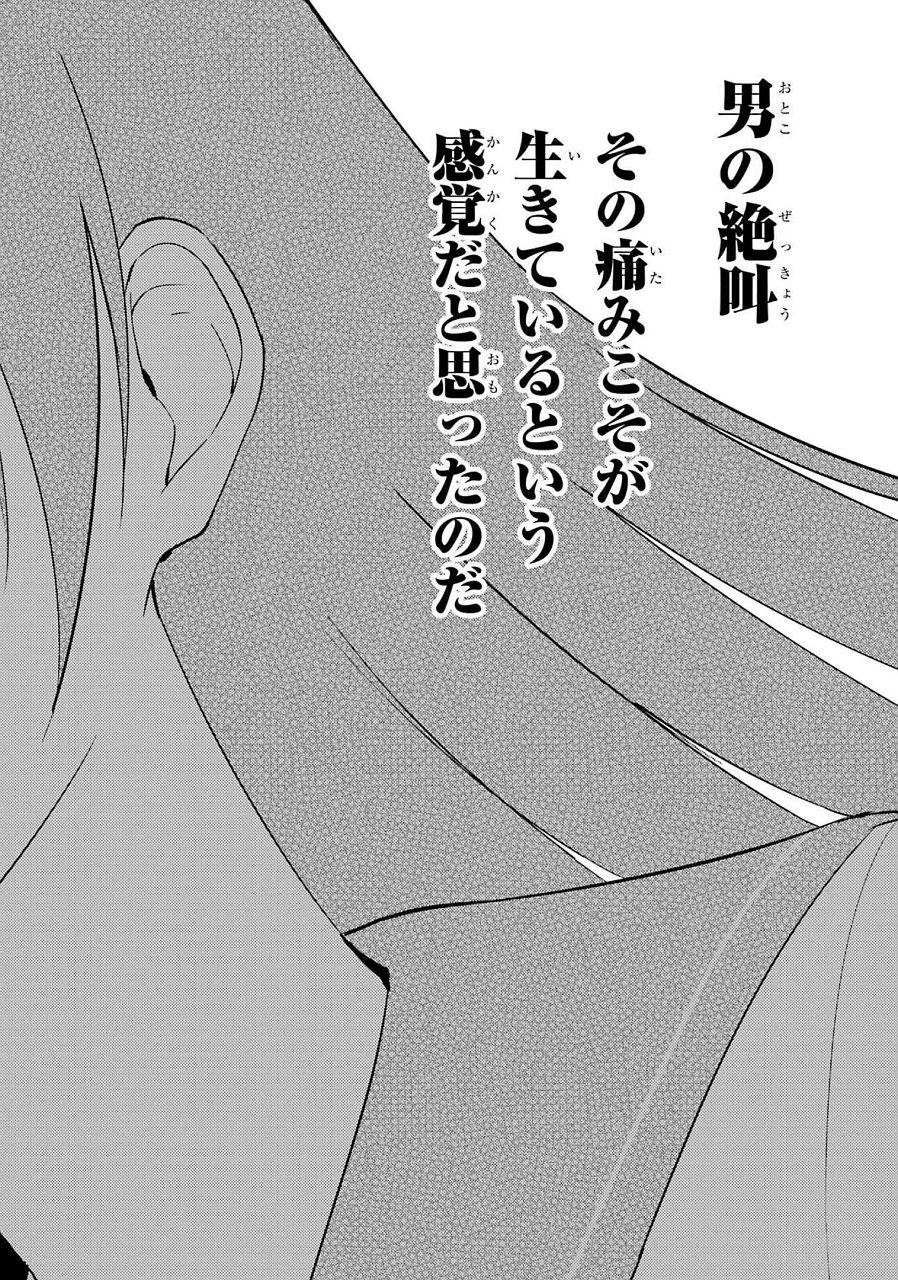 男の絶叫
その痛みこそが
生きているという
感覚だと思ったのだ